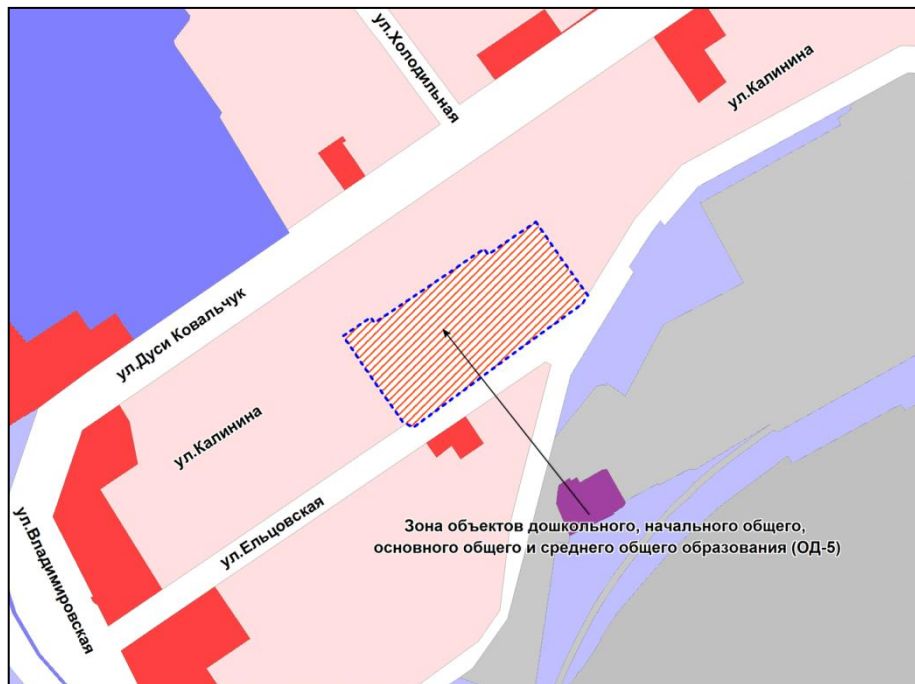 ул.Холодильная
ул.Калинина
ул.Дуси Ковальчук
ул.Калинина
ул.Ельцовская
ул.Владимировская
Зона объектов дошкольного, начального общего,
основного общего и среднего общего образования (ОД-5)